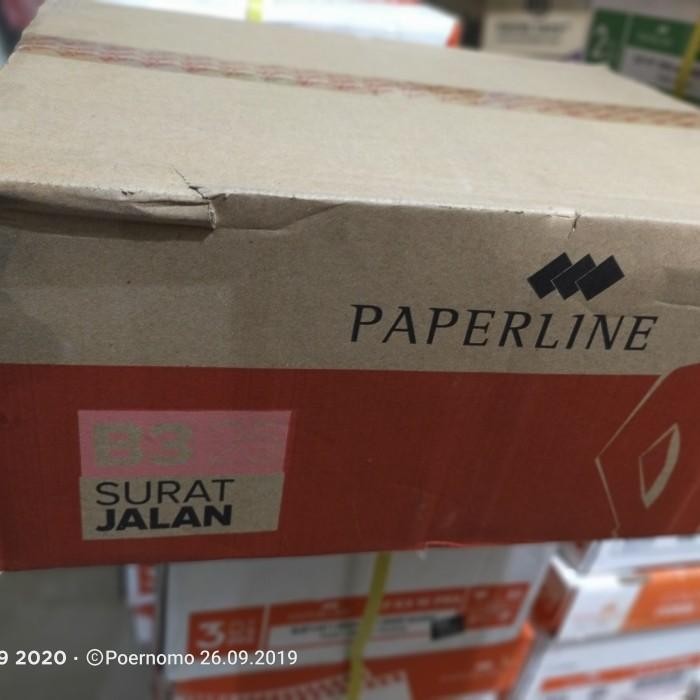 PAPERLINE
B3
SURAT
JALAN
9 2020 · ©Poernomo 26.09.2019